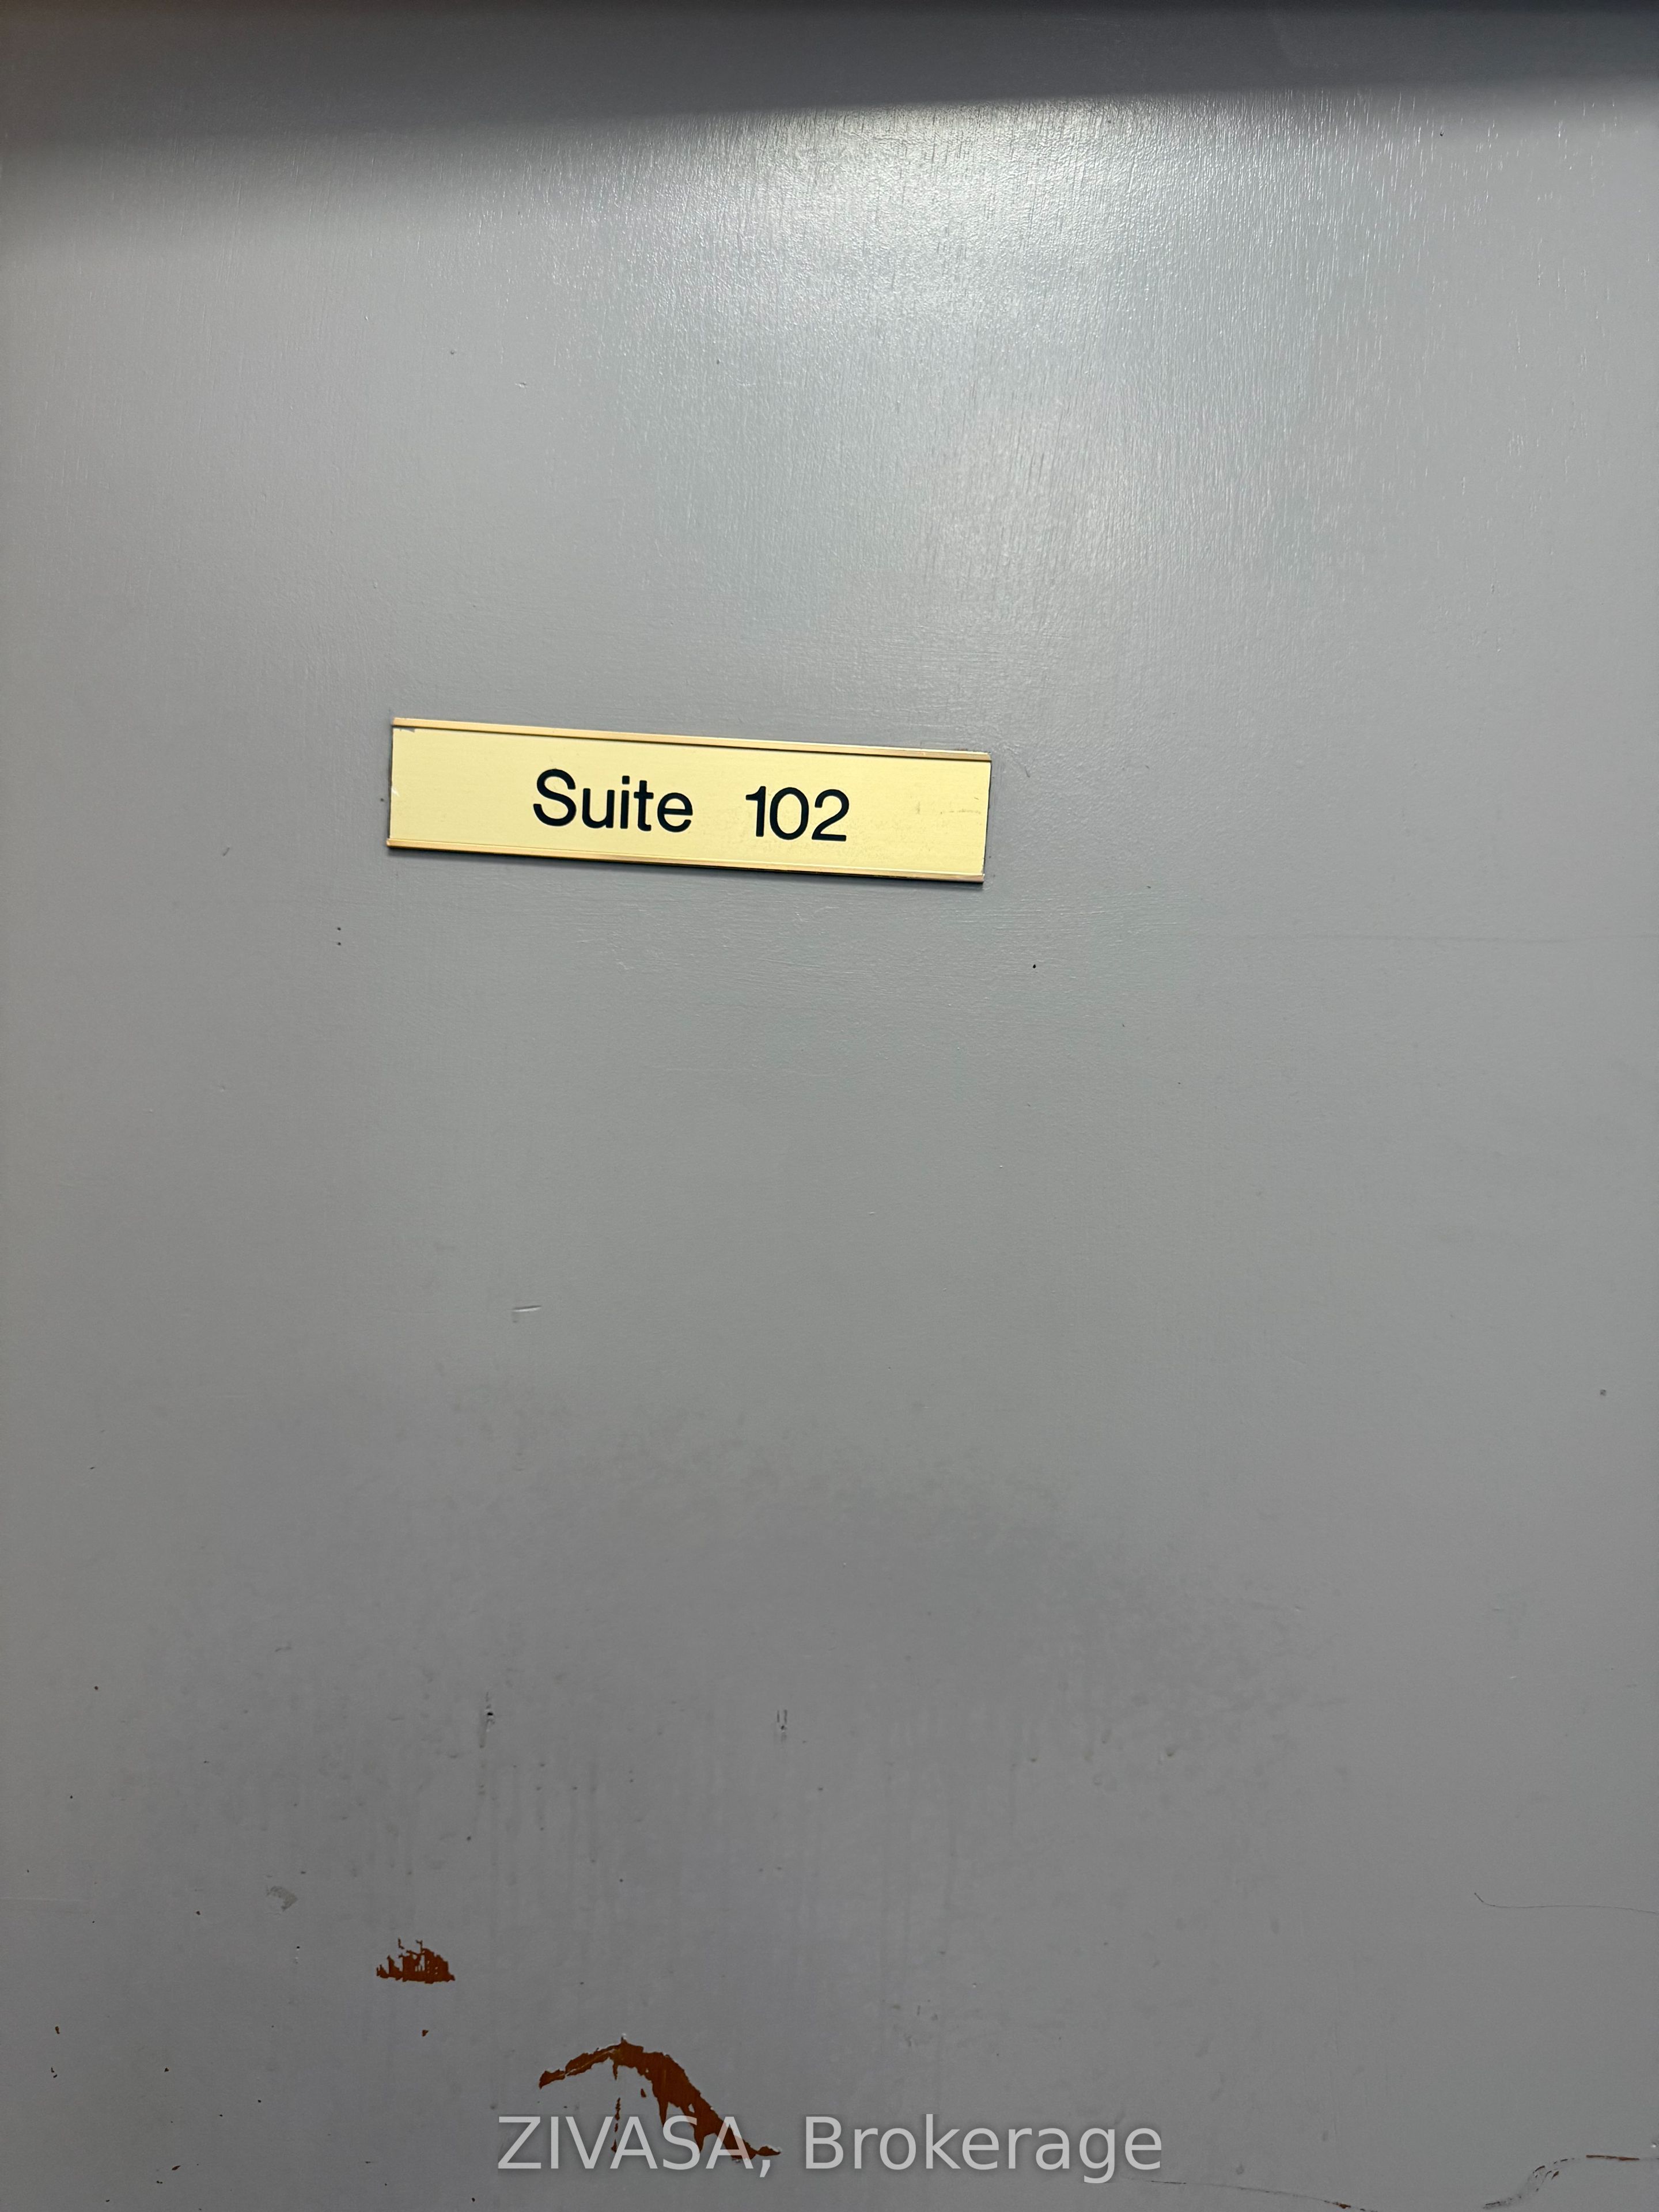 Suite 102
ZIVASA, Brokerage